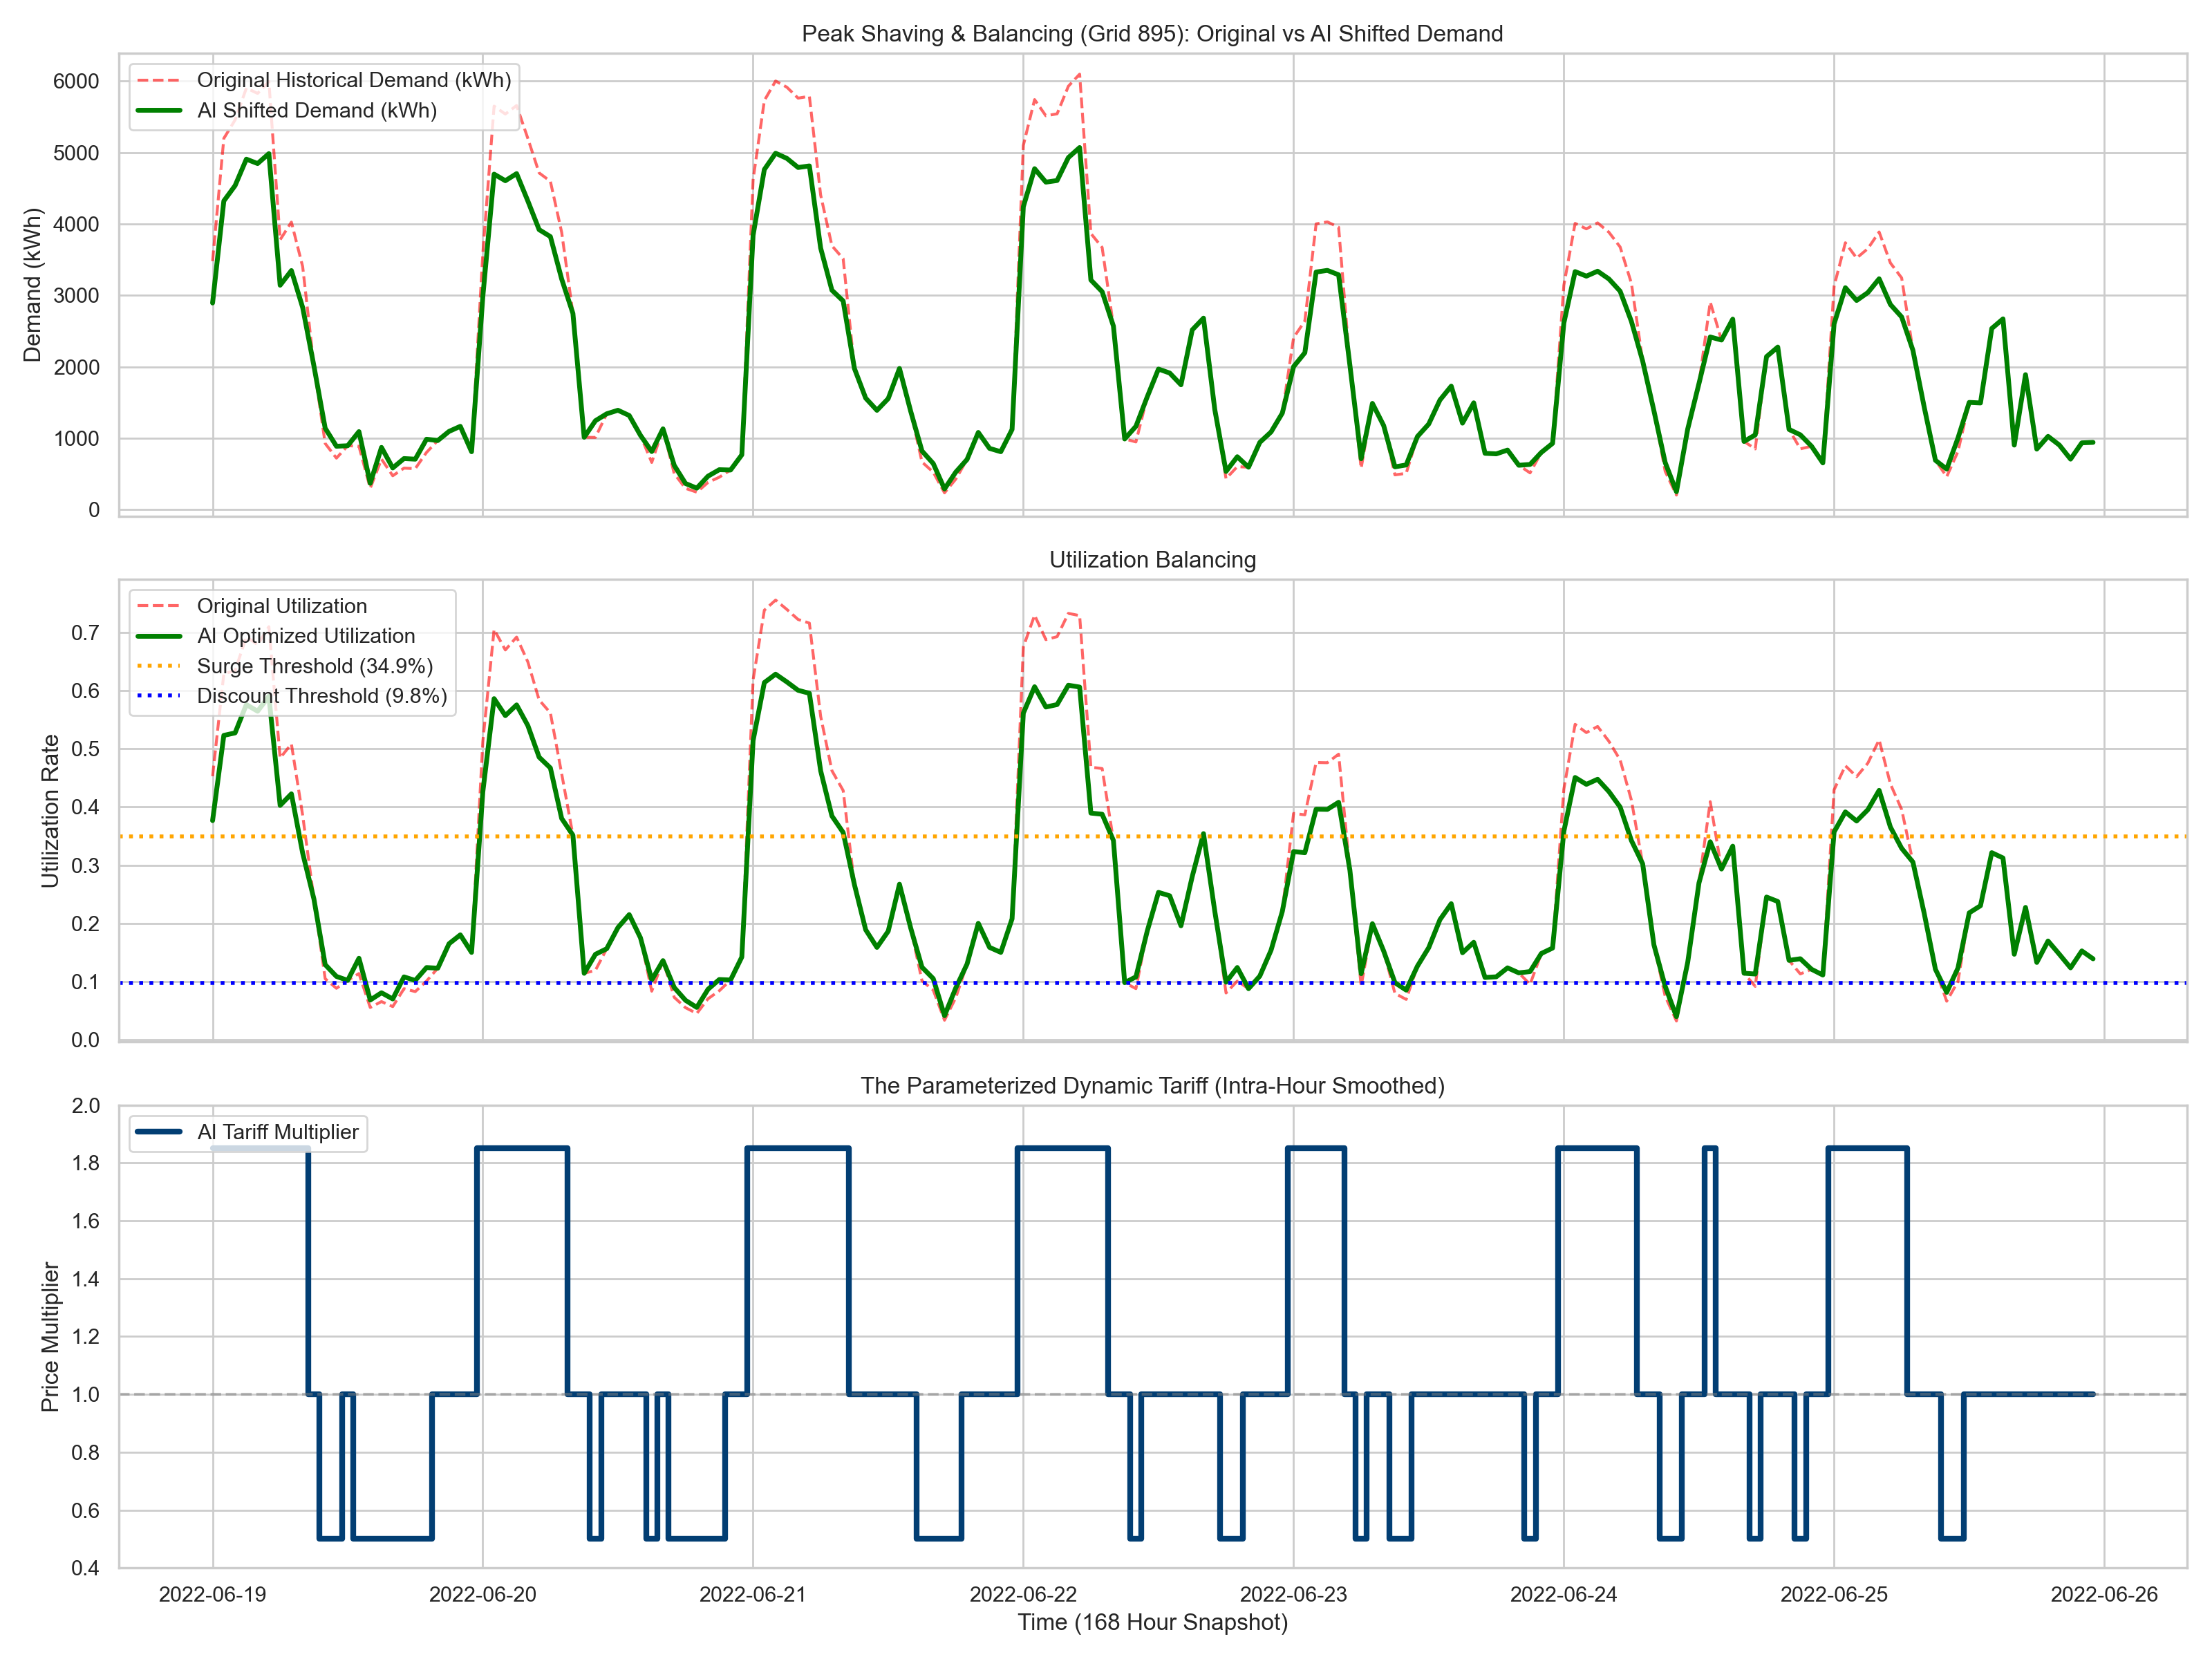 Peak Shaving & Balancing (Grid 895): Original vs AI Shifted Demand
Original Historical Demand (kWh)
AI Shifted Demand (kWh)
Demand (kWh)
6000
5000
4000
3000
2000
1000
0
Utilization Balancing
Original Utilization
AI Optimized Utilization
Surge Threshold (34.9%)
Discount Threshold (9.8%)
Utilization Rate
0.7
0.6
0.5
0.4
0.3
0.2
0.1
0.0
The Parameterized Dynamic Tariff (Intra-Hour Smoothed)
AI Tariff Multiplier
Price Multiplier
2.0
1.8
1.6
1.4
1.2
1.0
0.8
0.6
0.4
2022-06-19
2022-06-20
2022-06-21
2022-06-22
2022-06-23
2022-06-24
2022-06-25
2022-06-26
Time (168 Hour Snapshot)